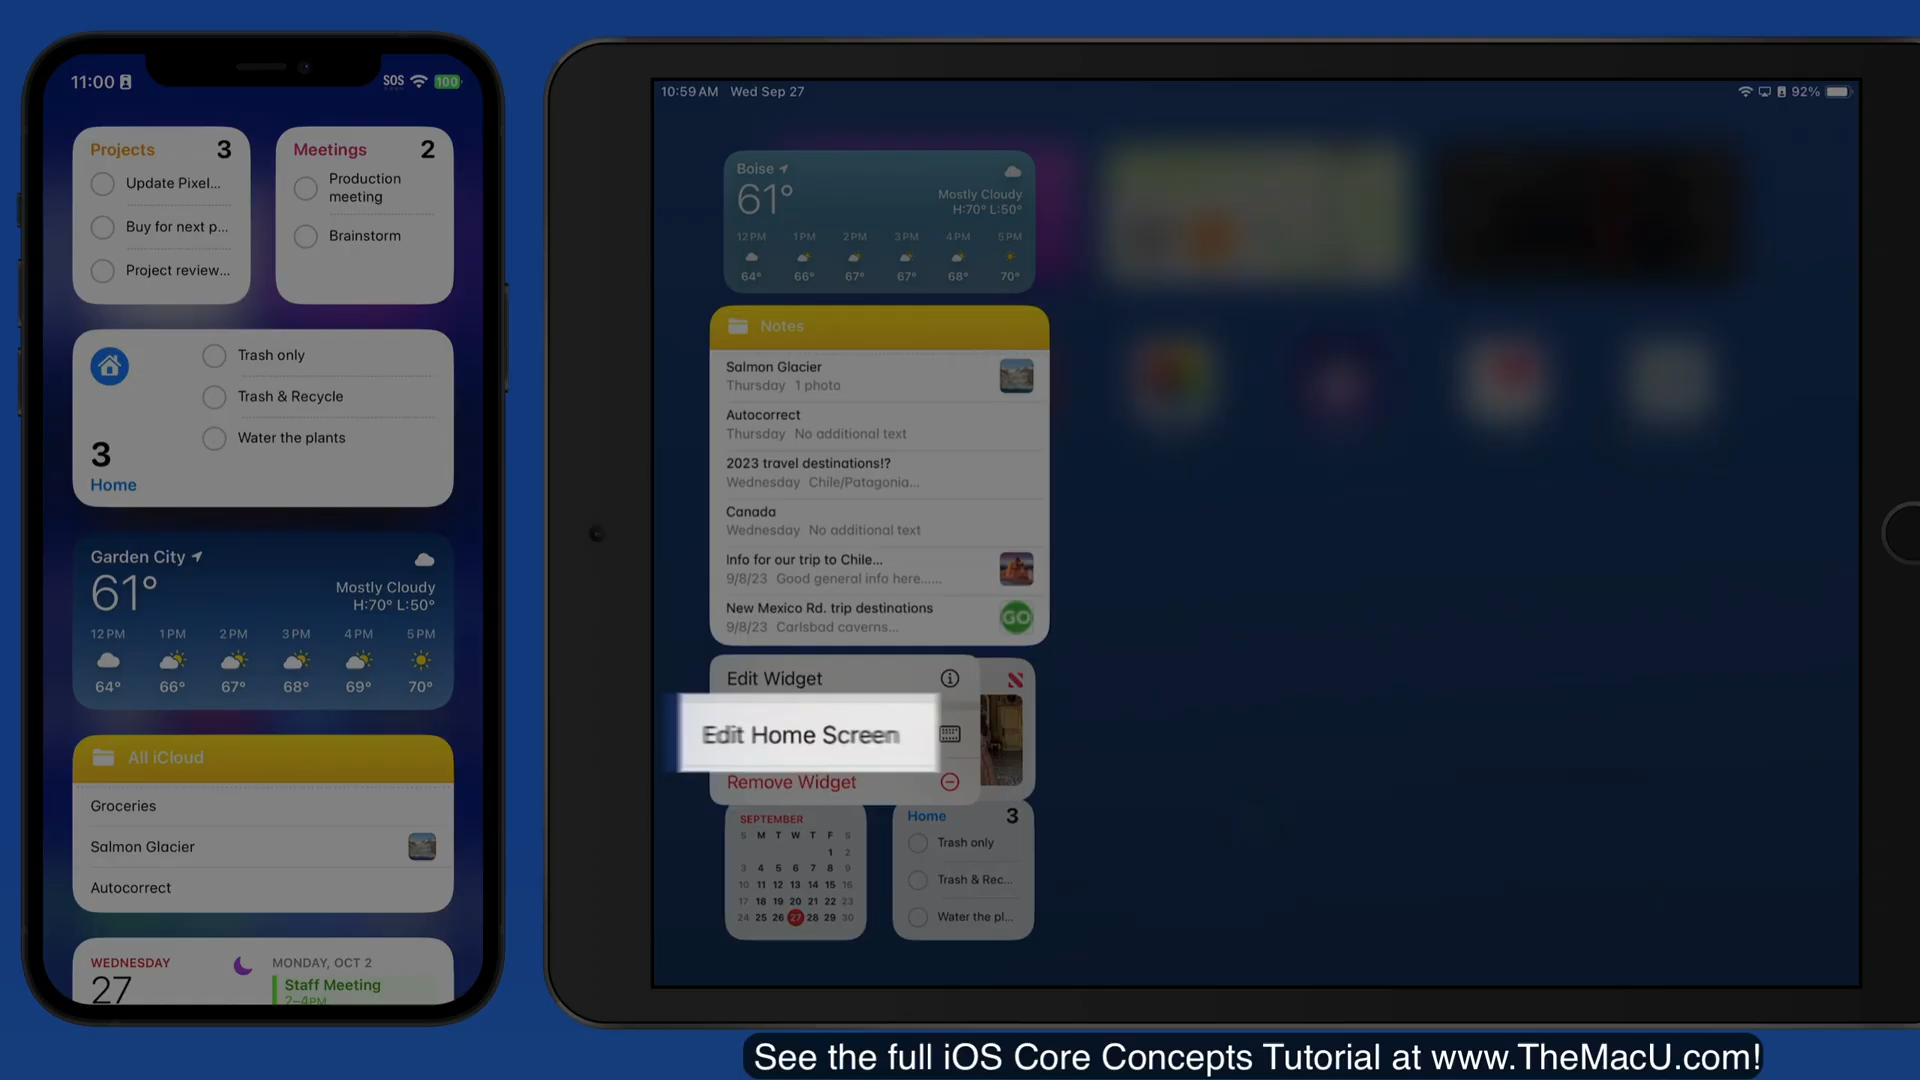 11:00
SOS
100
Projects 3
Update Pixel...
Buy for next p...
Project review...
Meetings 2
Production
meeting
Brainstorm
Trash only
Trash & Recycle
Water the plants
3
Home
Garden City
61°
Mostly Cloudy
H:70° L:50°
12PM 1PM 2PM 3PM 4PM 5PM
64° 66° 67° 68° 69° 70°
All iCloud
Groceries
Salmon Glacier
Autocorrect
WEDNESDAY
27
MONDAY, OCT 2
Staff Meeting
2–4PM
10:59 AM Wed Sep 27
92%
Boise
61°
Mostly Cloudy
H:70° L:50°
12PM 1PM 2PM 3PM 4PM 5PM
64° 66° 67° 67° 68° 70°
Notes
Salmon Glacier
Thursday 1 photo
Autocorrect
Thursday No additional text
2023 travel destinations!?
Wednesday Chile/Patagonia...
Canada
Wednesday No additional text
Info for our trip to Chile...
9/8/23 Good general info here......
New Mexico Rd. trip destinations
9/8/23 Carlsbad caverns...
GO
Edit Widget
Edit Home Screen
Remove Widget
SEPTEMBER
S M T W T F S
1 2
3 4 5 6 7 8 9
10 11 12 13 14 15 16
17 18 19 20 21 22 23
24 25 26 27 28 29 30
Home 3
Trash only
Trash & Rec...
Water the pl...
See the full iOS Core Concepts Tutorial at www.TheMacU.com!